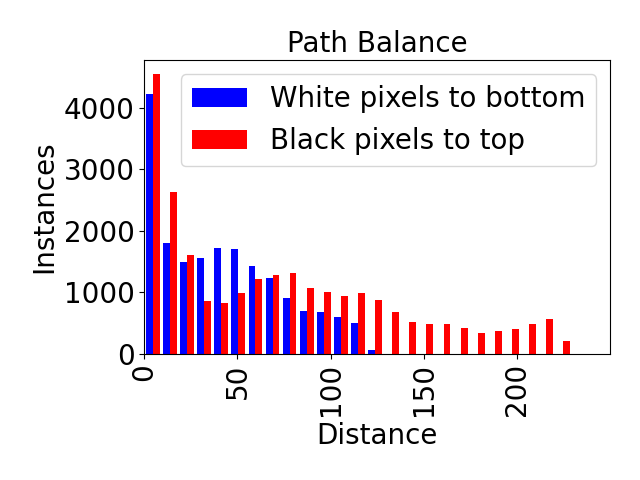 Path Balance
White pixels to bottom
Black pixels to top
Instances
4000
3000
2000
1000
0
0
50
100
150
200
Distance